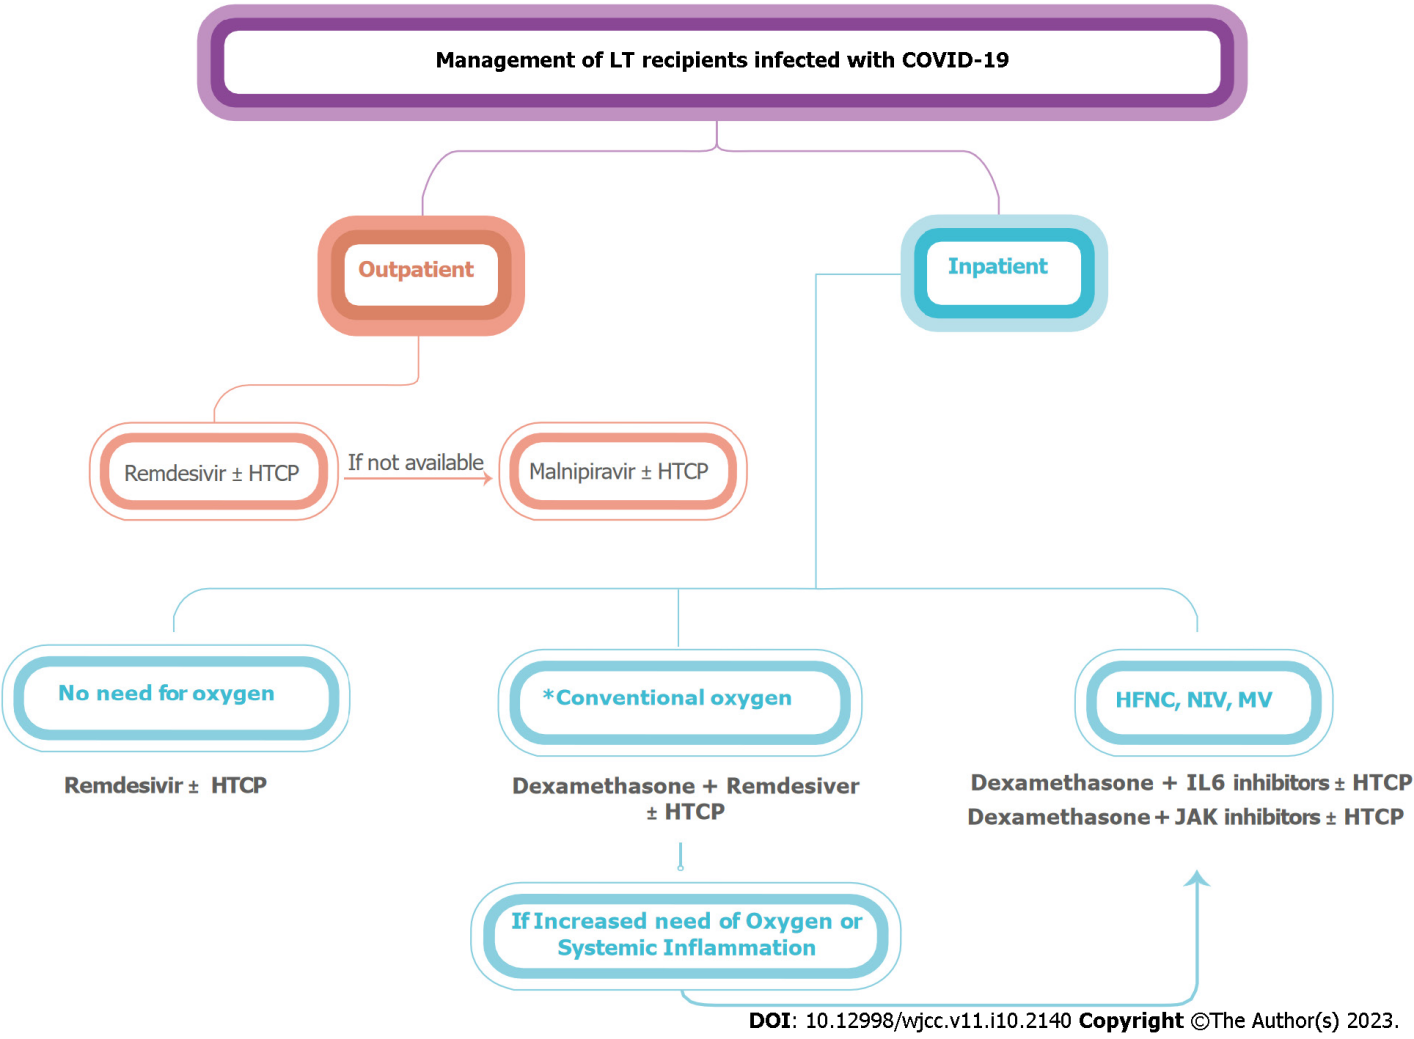 Management of LT recipients infected with COVID-19
Outpatient
Inpatient
Remdesivir ± HTCP
If not available
Malnipiravir ± HTCP
No need for oxygen
*Conventional oxygen
HFNC, NIV, MV
Remdesivir ± HTCP
Dexamethasone + Remdesiver
± HTCP
Dexamethasone + IL6 inhibitors ± HTCP
Dexamethasone + JAK inhibitors ± HTCP
If Increased need of Oxygen or
Systemic Inflammation
DOI: 10.12998/wjcc.v11.i10.2140 Copyright ©The Author(s) 2023.